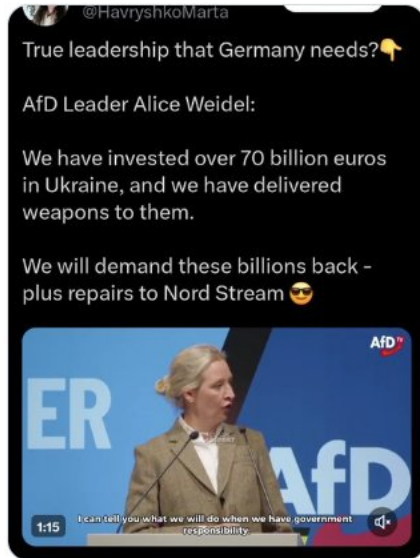 @HavryshkoMarta
True leadership that Germany needs?👇
AfD Leader Alice Weidel:
We have invested over 70 billion euros
in Ukraine, and we have delivered
weapons to them.
We will demand these billions back -
plus repairs to Nord Stream 😎
AfD TV
ER
AfD
I can tell you what we will do when we have government
responsibility
1:15